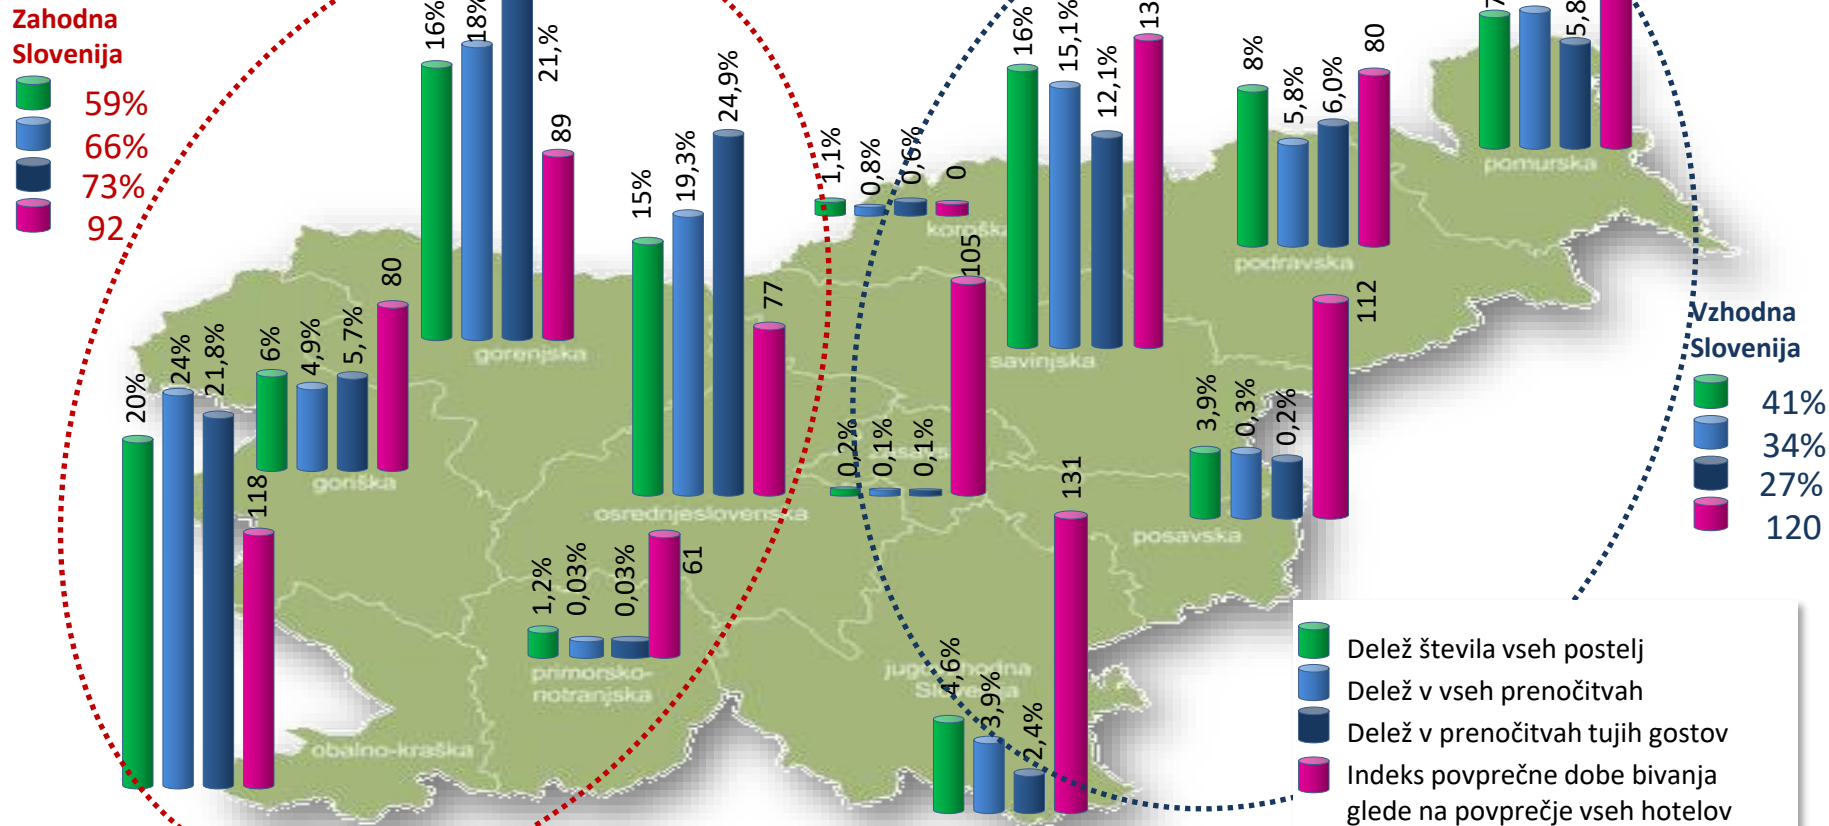 Zahodna
Slovenija
59%
66%
73%
92
16%
18%
21,%
89
gorenjska
15%
19,3%
24,9%
77
osrednjeslovenska
1,1%
0,8%
0,6%
0
koroška
16%
15,1%
12,1%
savinjska
8%
5,8%
6,0%
80
podravska
pomurska
20%
24%
21,8%
118
obalno-kraška
6%
4,9%
5,7%
80
goriška
0,2%
0,1%
0,1%
105
3,9%
0,3%
0,2%
112
posavska
1,2%
0,03%
0,03%
61
primorsko-
notranjska
4,6%
3,9%
2,4%
131
Vzhodna
Slovenija
41%
34%
27%
120
Delež števila vseh postelj
Delež v vseh prenočitvah
Delež v prenočitvah tujih gostov
Indeks povprečne dobe bivanja
glede na povprečje vseh hotelov